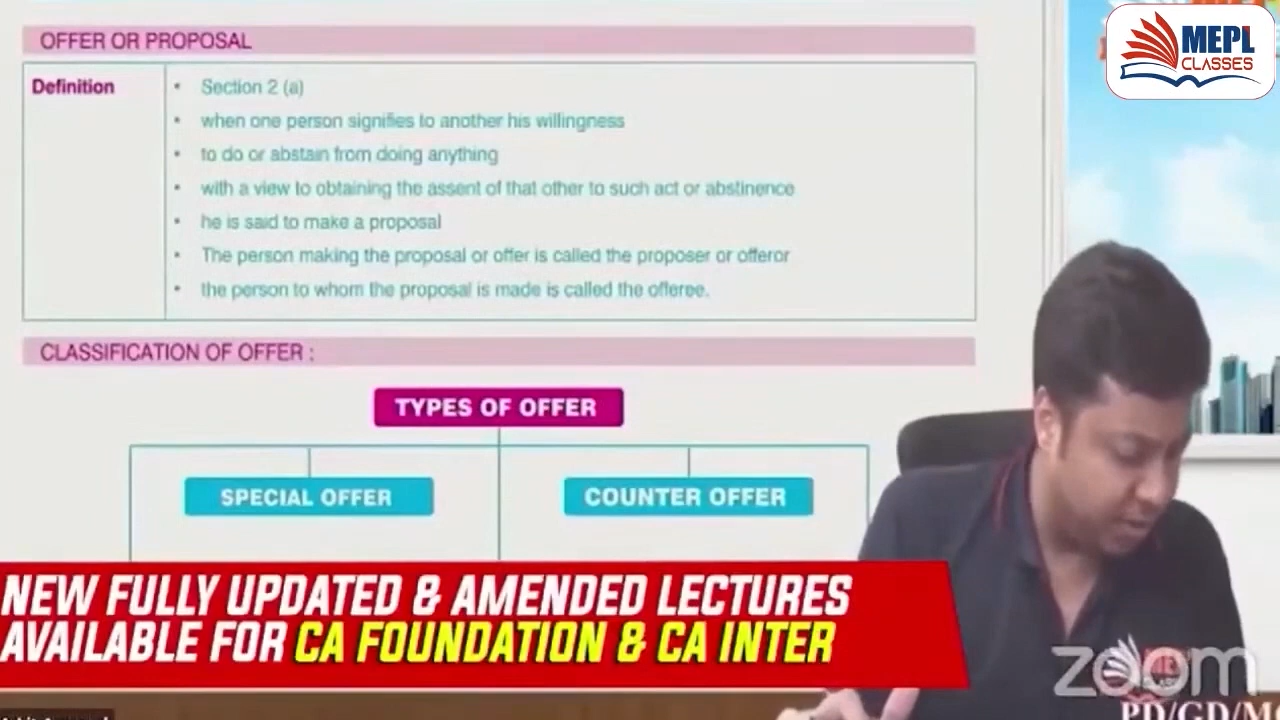 MEPL
CLASSES
OFFER OR PROPOSAL
Definition
• Section 2 (a)
• when one person signifies to another his willingness
• to do or abstain from doing anything
• with a view to obtaining the assent of that other to such act or abstinence
• he is said to make a proposal
• The person making the proposal or offer is called the proposer or offeror
• the person to whom the proposal is made is called the offeree.
CLASSIFICATION OF OFFER :
TYPES OF OFFER
SPECIAL OFFER
COUNTER OFFER
NEW FULLY UPDATED & AMENDED LECTURES
AVAILABLE FOR CA FOUNDATION & CA INTER
zoom
PD/GD/M